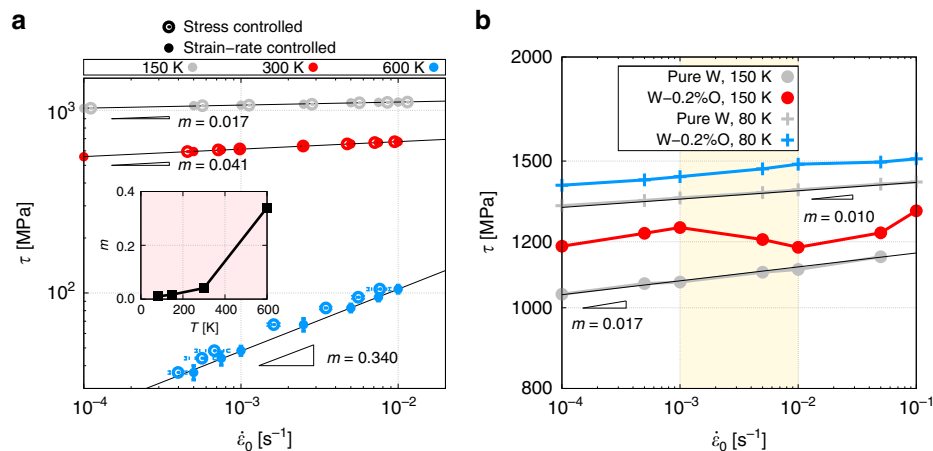 a
Stress controlled
Strain-rate controlled
150 K 300 K 600 K
10³
m = 0.017
m = 0.041
τ [MPa]
0.4
m
0.2
0.0
0 200 400 600
T [K]
10²
m = 0.340
10⁻⁴ 10⁻³ 10⁻²
ε̇₀ [s⁻¹]
b
2000
Pure W, 150 K
W–0.2%O, 150 K
Pure W, 80 K
W–0.2%O, 80 K
1500
m = 0.010
τ [MPa]
1200
1000
m = 0.017
800
10⁻⁴ 10⁻³ 10⁻² 10⁻¹
ε̇₀ [s⁻¹]